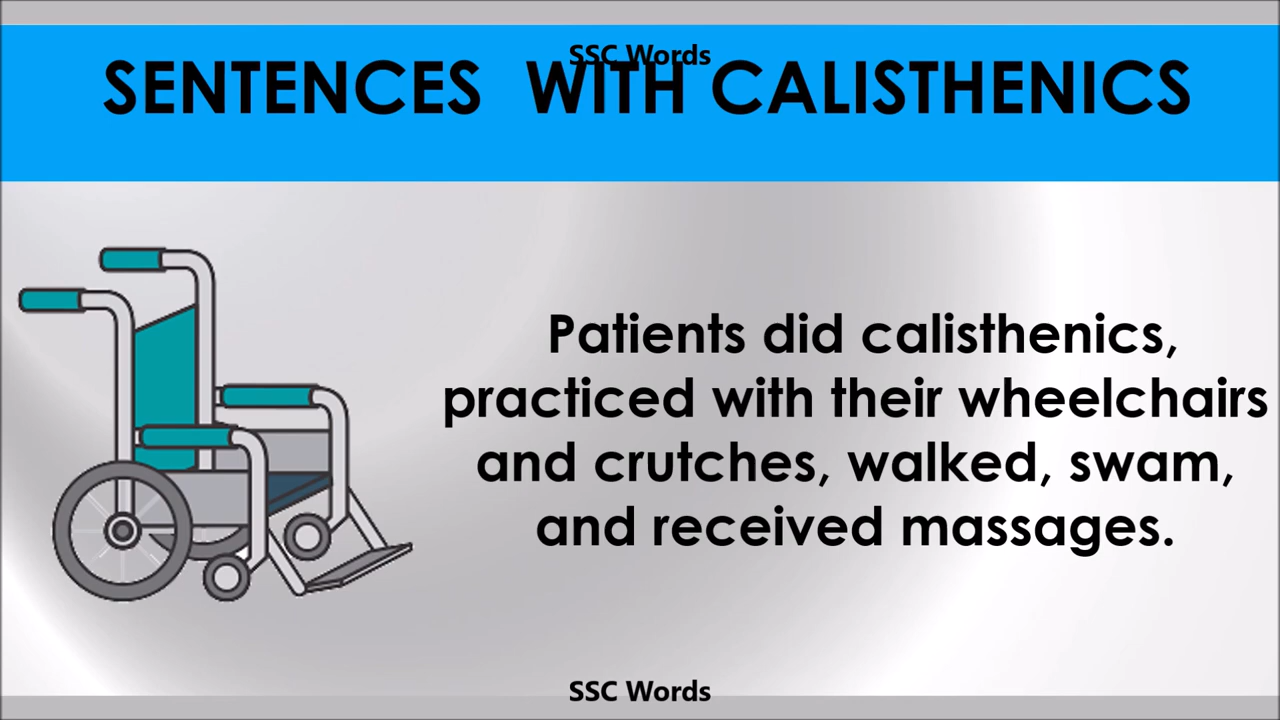 SSC Words
SENTENCES WITH CALISTHENICS
Patients did calisthenics,
practiced with their wheelchairs
and crutches, walked, swam,
and received massages.
SSC Words